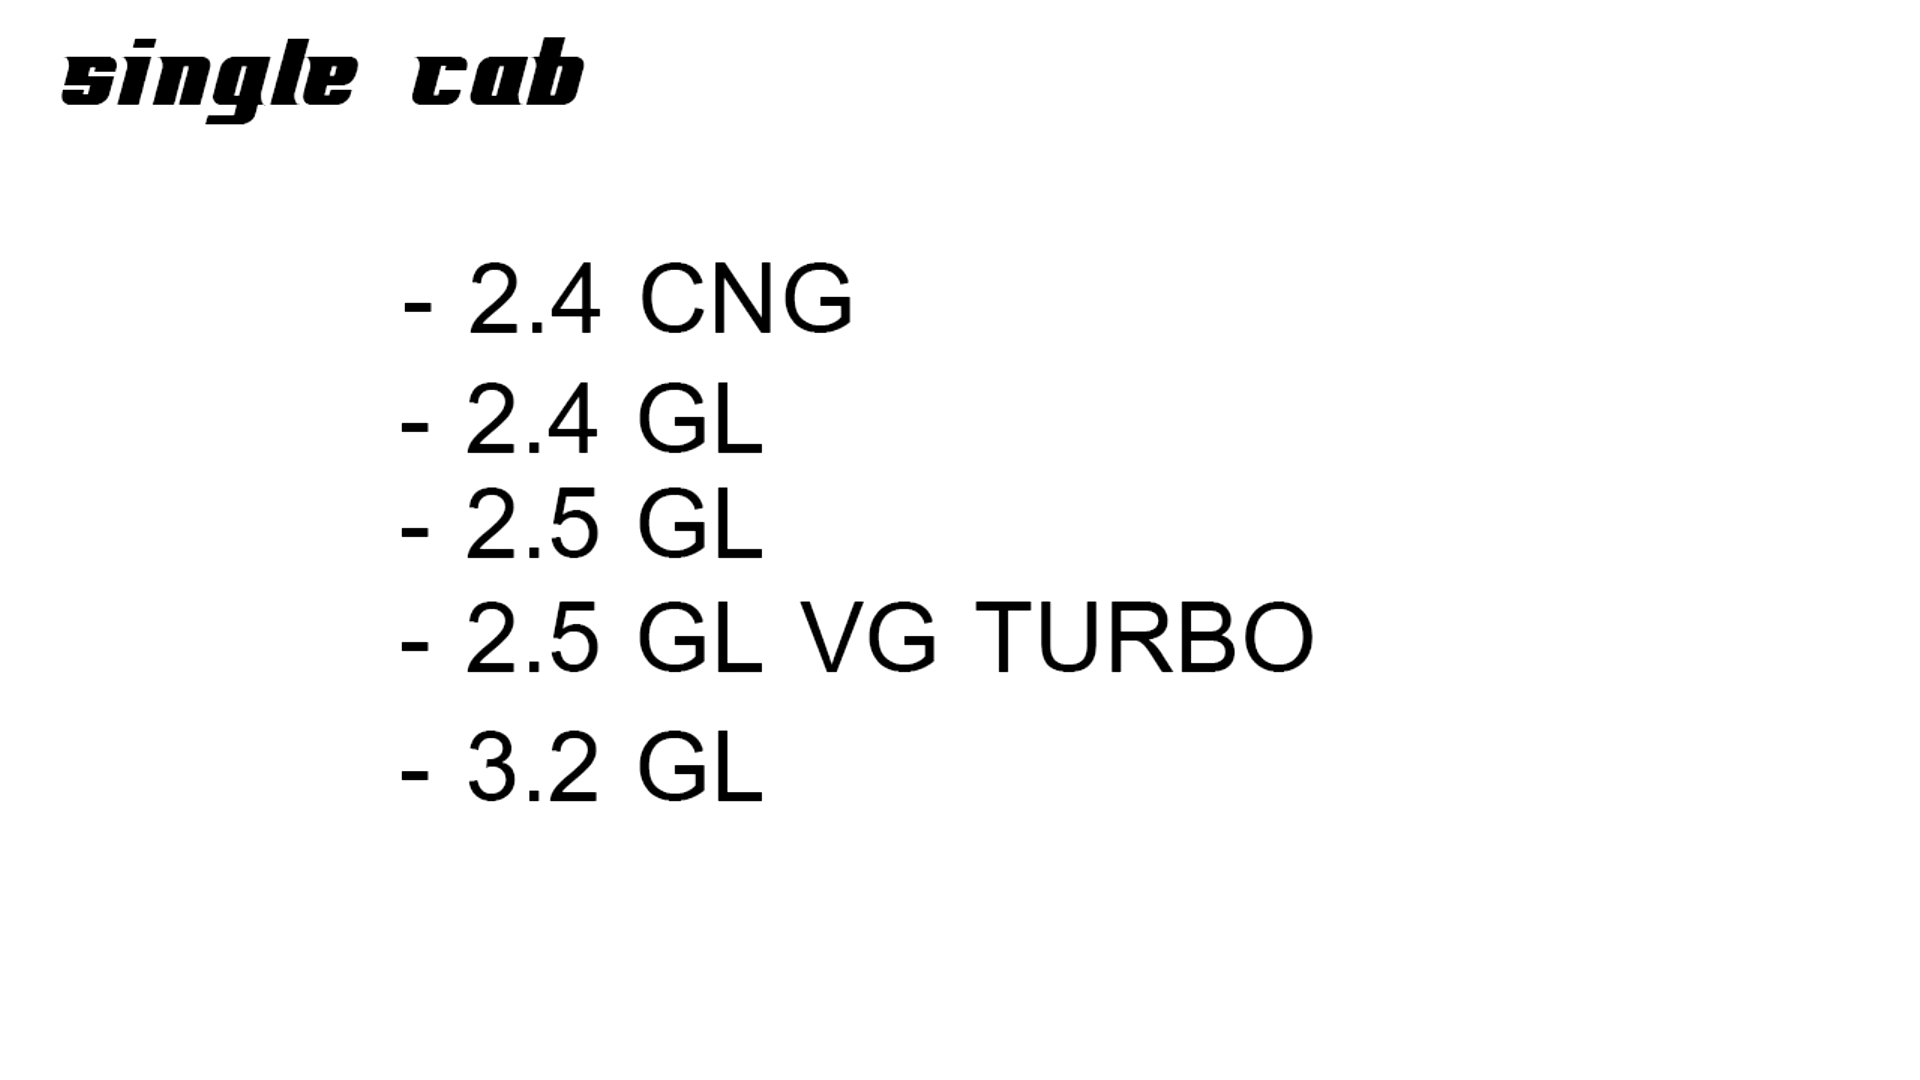 single cab
- 2.4 CNG
- 2.4 GL
- 2.5 GL
- 2.5 GL VG TURBO
- 3.2 GL